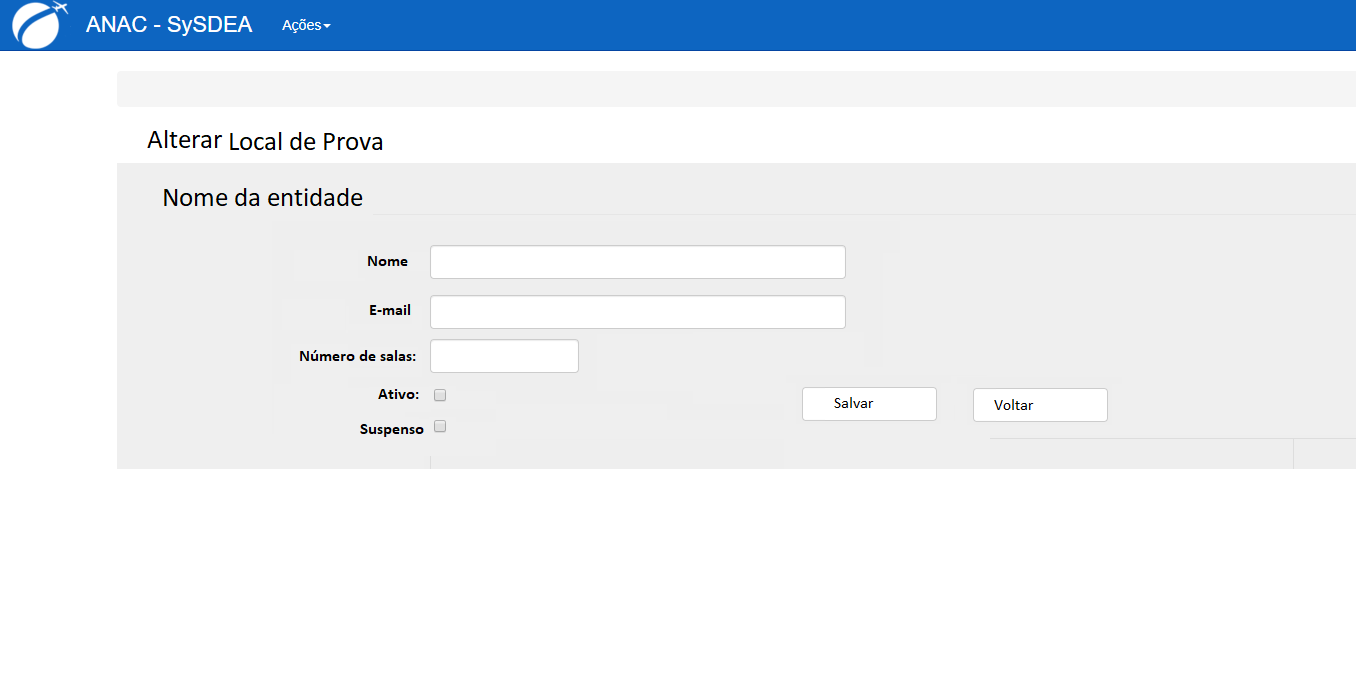 ANAC - SySDEA Ações
Alterar Local de Prova
Nome da entidade
Nome
E-mail
Número de salas:
Ativo:
Salvar Voltar
Suspenso